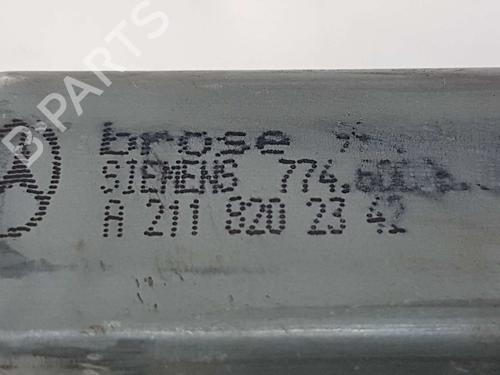 B-PARTS
brose
SIEMENS 774.
A 211 820 23 42